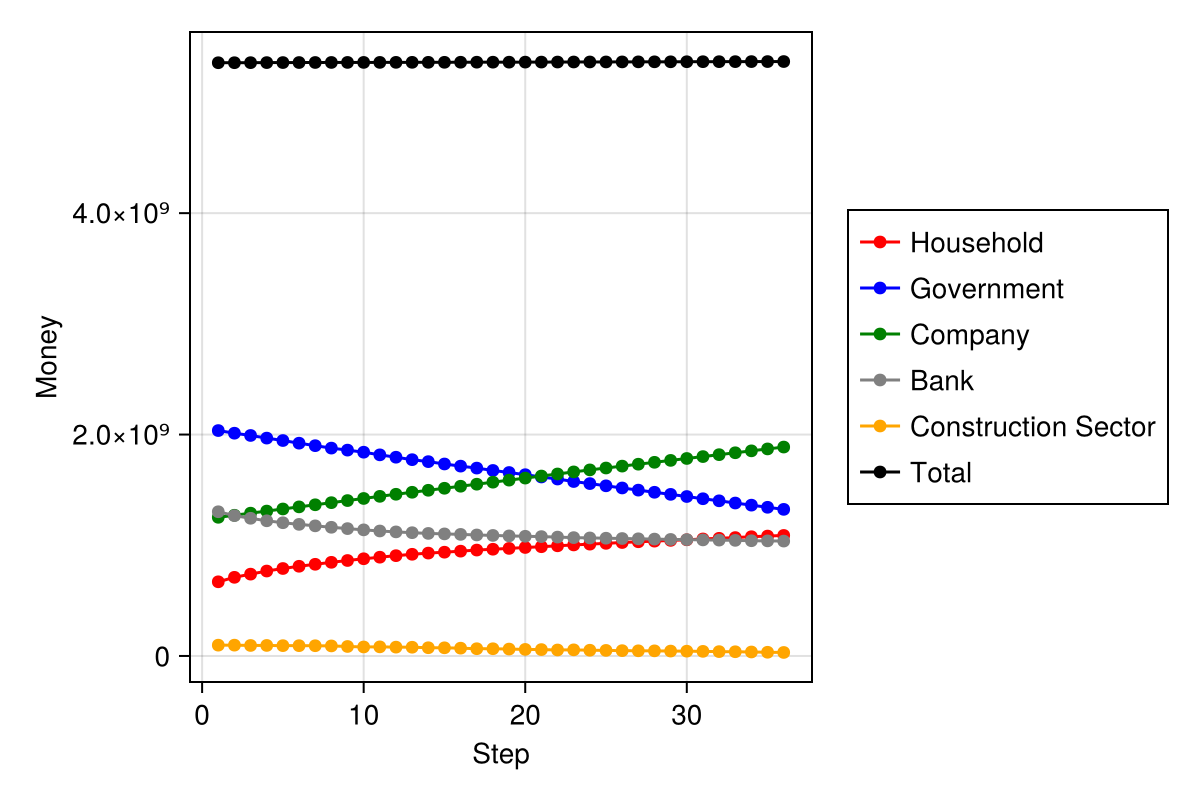 Money
4.0×10⁹
2.0×10⁹
0
0 10 20 30
Step
Household
Government
Company
Bank
Construction Sector
Total